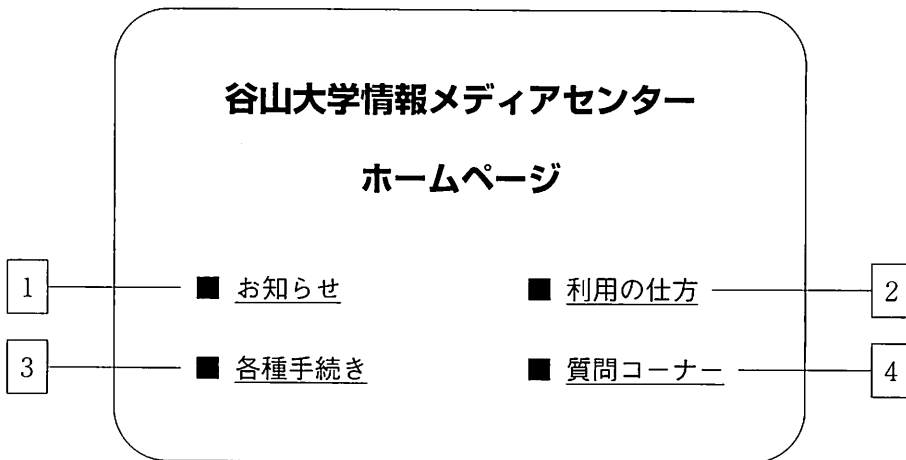 谷山大学情報メディアセンター
ホームページ
1 ■ お知らせ ■ 利用の仕方 2
3 ■ 各種手続き ■ 質問コーナー 4